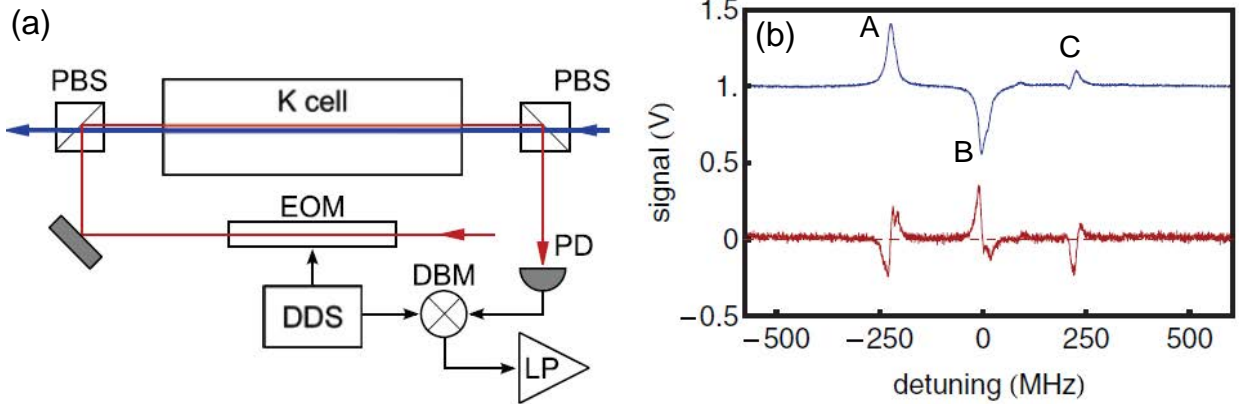 (a)
PBS
PBS
K cell
EOM
PD
DBM
DDS
LP
(b)
A
B
C
1.5
1.
0.5
0
−0.5
signal (V)
−500
−250
0
250
500
detuning (MHz)